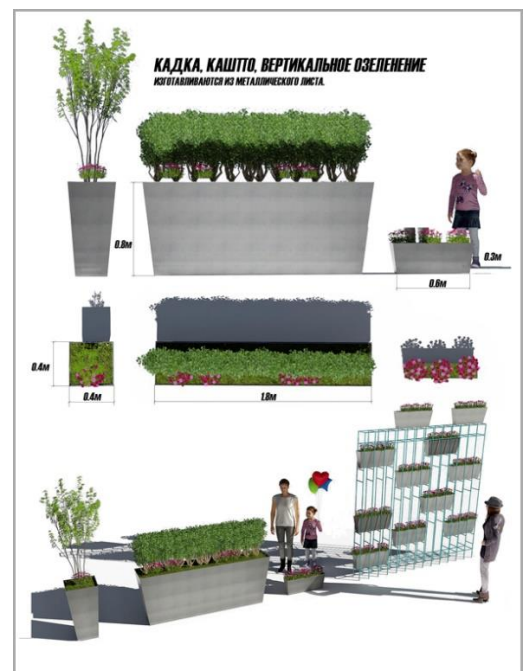 КАДКА, КАШПО, ВЕРТИКАЛЬНОЕ ОЗЕЛЕНЕНИЕ
ИЗГОТАВЛИВАЮТСЯ ИЗ МЕТАЛЛИЧЕСКОГО ЛИСТА.
0.8м
0.3м
0.6м
0.4м
0.4м
1.8м